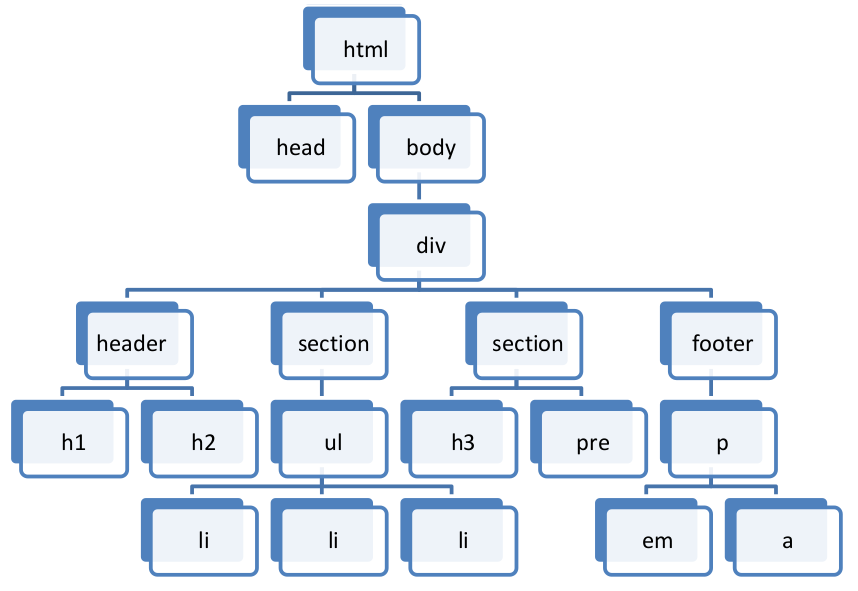 html
head
body
div
header
section
section
footer
h1
h2
ul
h3
pre
p
li
li
li
em
a